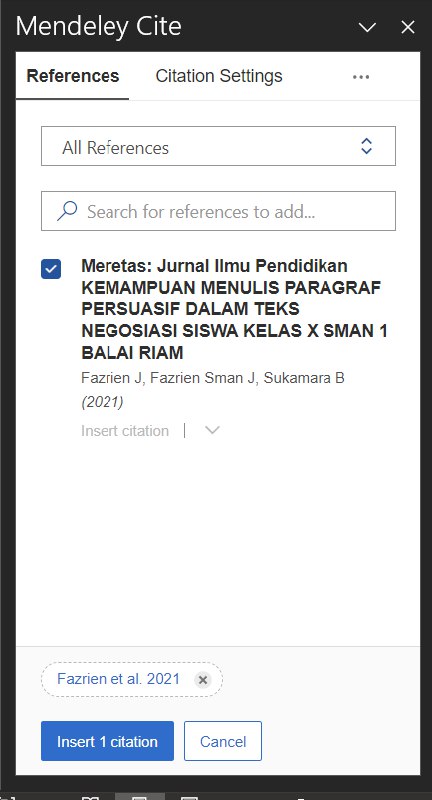 Mendeley Cite
References
Citation Settings
All References
Search for references to add...
Meretas: Jurnal Ilmu Pendidikan
KEMAMPUAN MENULIS PARAGRAF
PERSUASIF DALAM TEKS
NEGOSIASI SISWA KELAS X SMAN 1
BALAI RIAM
Fazrien J, Fazrien Sman J, Sukamara B
(2021)
Insert citation
Fazrien et al. 2021
Insert 1 citation
Cancel